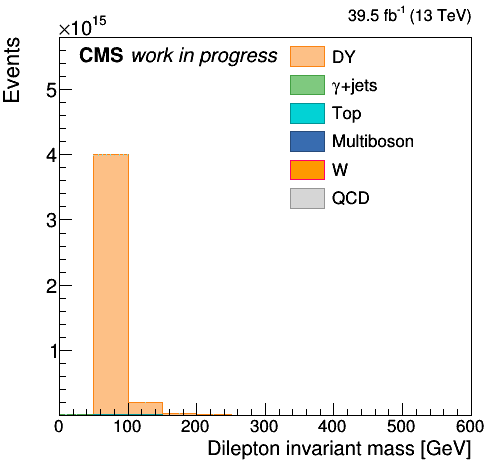 ×10¹⁵
39.5 fb⁻¹ (13 TeV)
Events
CMS work in progress
DY
γ+jets
Top
Multiboson
W
QCD
5
4
3
2
1
0 100 200 300 400 500 600
Dilepton invariant mass [GeV]